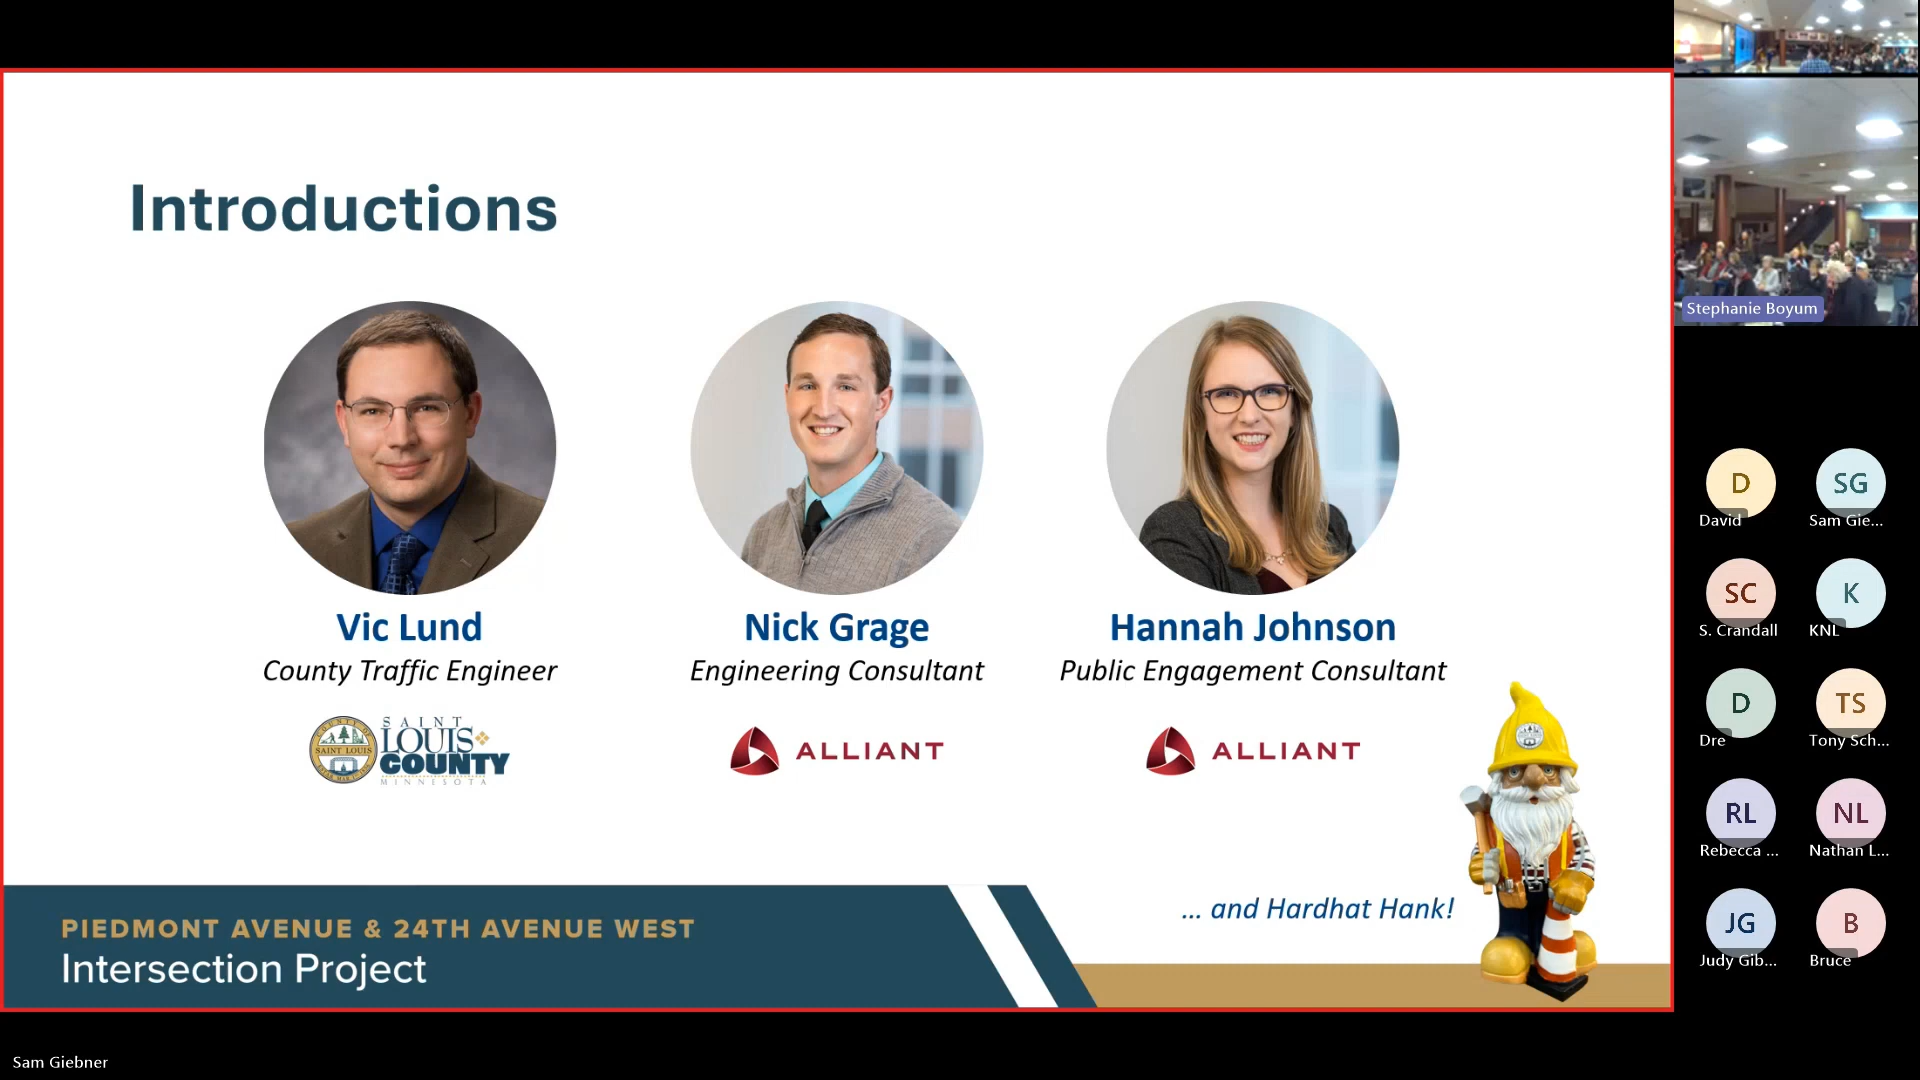 Introductions
Vic Lund
County Traffic Engineer
SAINT
LOUIS
COUNTY
MINNESOTA
SAINT LOUIS
Nick Grage
Engineering Consultant
ALLIANT
Hannah Johnson
Public Engagement Consultant
ALLIANT
... and Hardhat Hank!
PIEDMONT AVENUE & 24TH AVENUE WEST
Intersection Project
Sam Giebner
Stephanie Boyum
D
David
SG
Sam Gie...
SC
S. Crandall
K
KNL
D
Dre
TS
Tony Sch...
RL
Rebecca ...
NL
Nathan L...
JG
Judy Gib...
B
Bruce